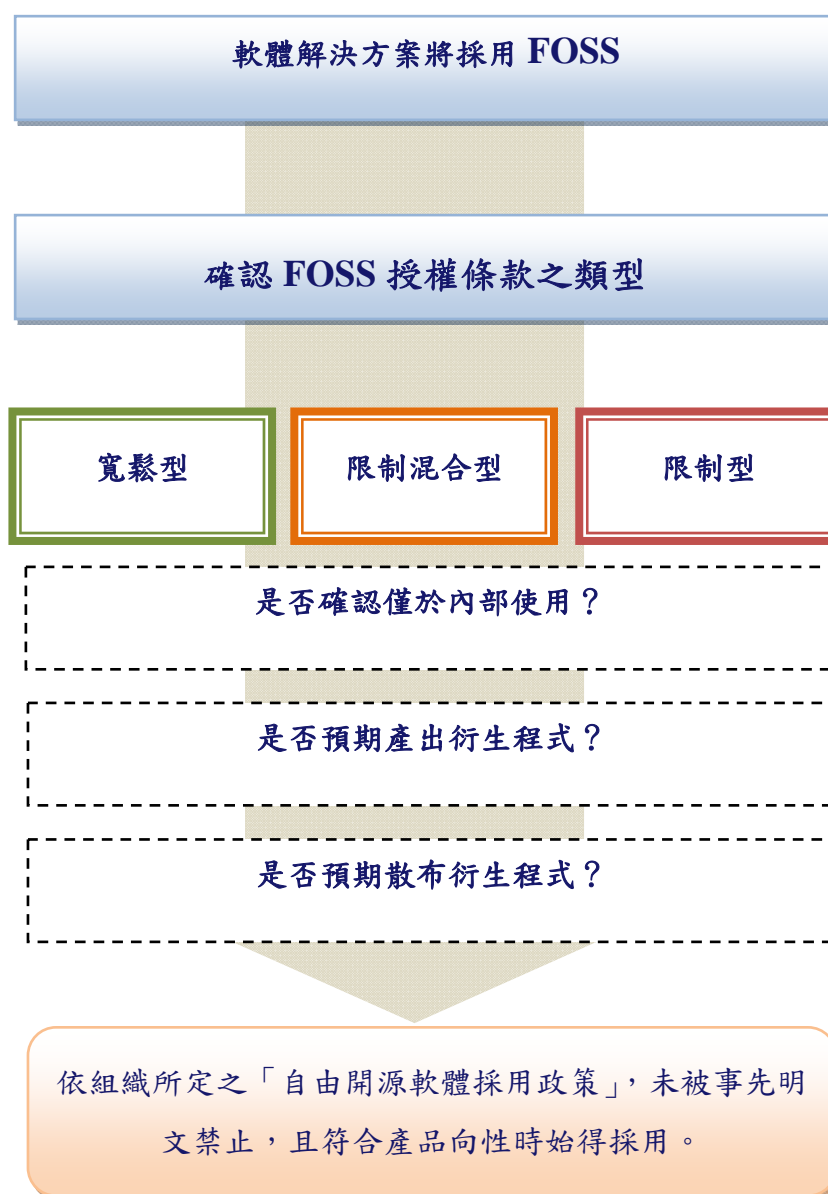 軟體解決方案將採用 FOSS
確認 FOSS 授權條款之類型
寬鬆型
限制混合型
限制型
是否確認僅於內部使用？
是否預期產出衍生程式？
是否預期散布衍生程式？
依組織所定之「自由開源軟體採用政策」，未被事先明
文禁止，且符合產品向性時始得採用。